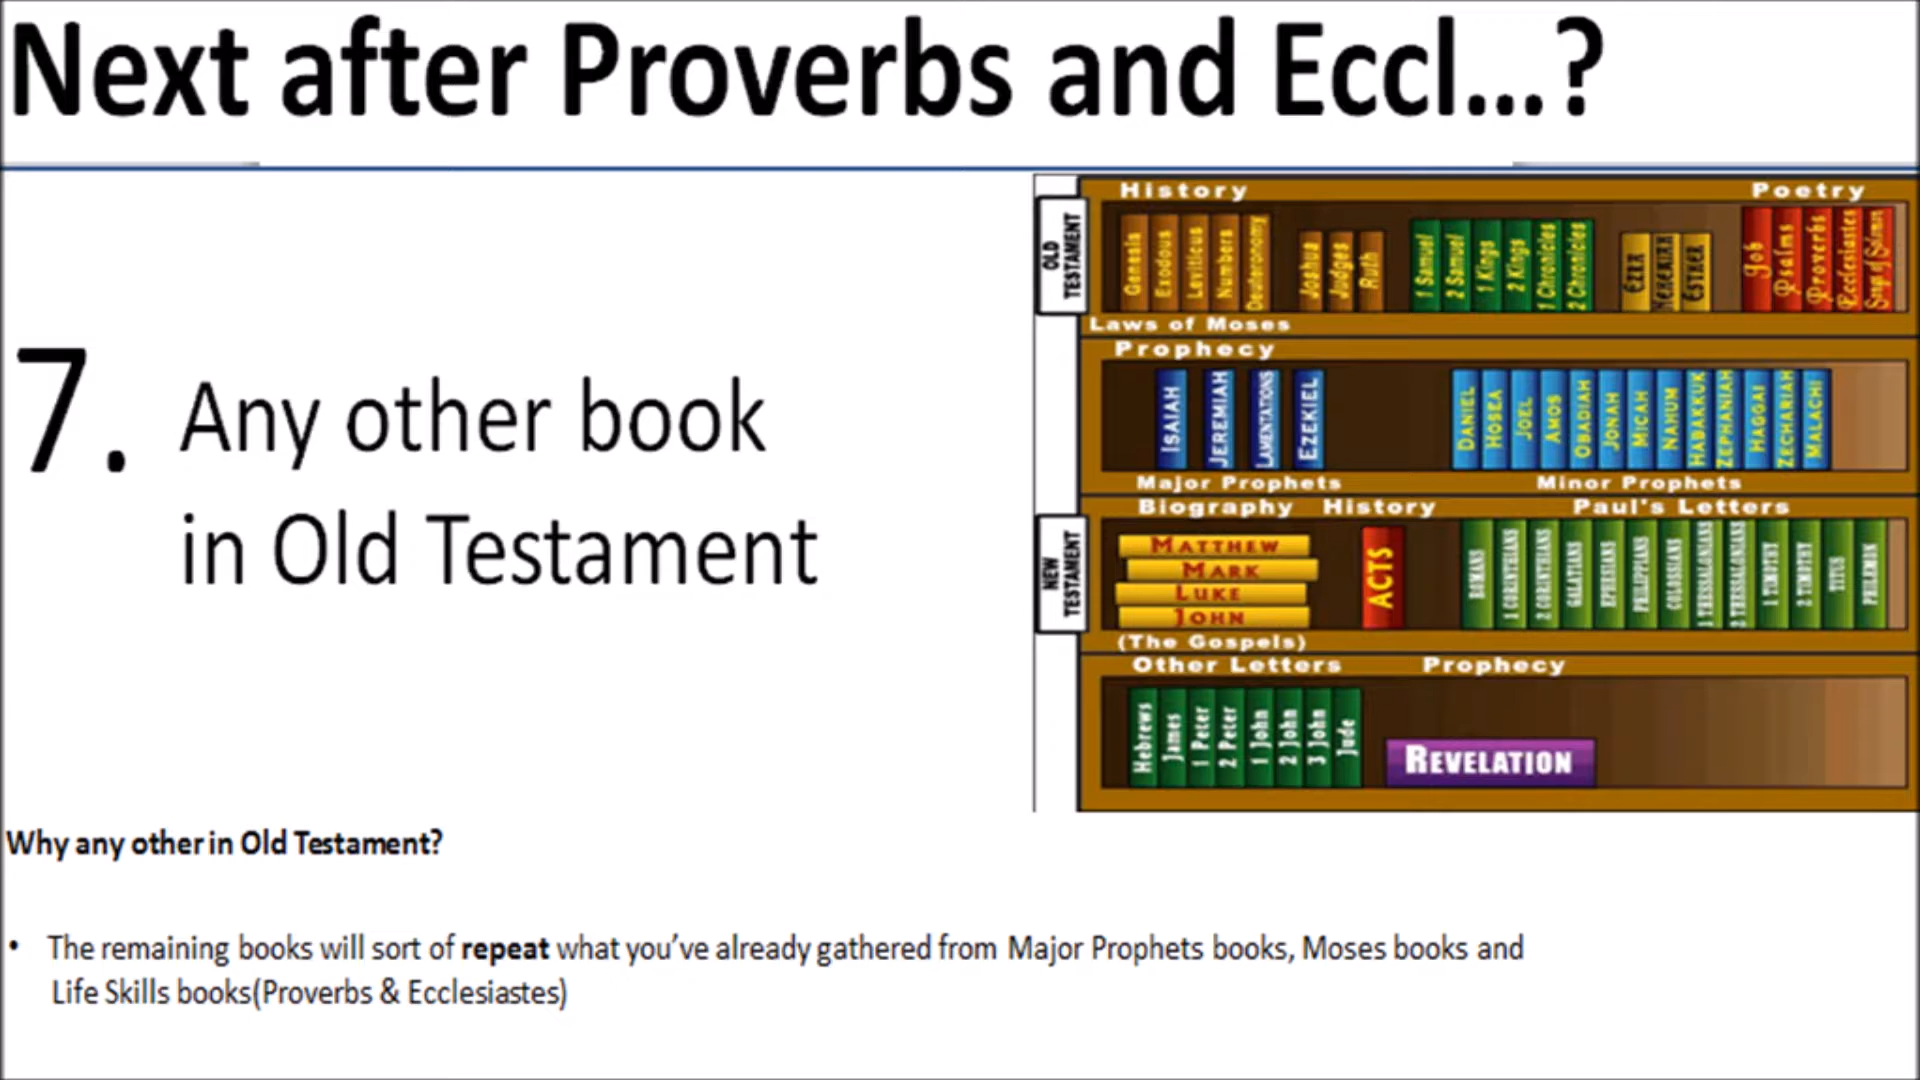 Next after Proverbs and Eccl...?
7. Any other book
in Old Testament
History
Poetry
OLD
TESTAMENT
Genesis
Exodous
Leviticus
Numbers
Deuteronomy
Joshua
Judges
Ruth
1 Samuel
2 Samuel
1 Kings
2 Kings
1 Chronicles
2 Chronicles
Ezra
Nehemiah
Esther
Job
Psalms
Proverbs
Ecclesiastes
Song of Solomon
Laws of Moses
Prophecy
ISAIAH
JEREMIAH
LAMENTATIONS
EZEKIEL
DANIEL
HOSEA
JOEL
AMOS
OBADIAH
JONAH
MICAH
NAHUM
HABAKKUK
ZEPHANIAH
HAGGAI
ZECHARIAH
MALACHI
Major Prophets
Minor Prophets
Biography
History
Paul's Letters
NEW
TESTAMENT
MATTHEW
MARK
LUKE
JOHN
ACTS
ROMANS
1 CORINTHIANS
2 CORINTHIANS
GALATIANS
EPHESIANS
PHILIPPIANS
COLOSSIANS
1 THESSALONIANS
2 THESSALONIANS
1 TIMOTHY
2 TIMOTHY
TITUS
PHILEMON
(The Gospels)
Other Letters
Prophecy
Hebrews
James
1 Peter
2 Peter
1 John
2 John
3 John
Jude
REVELATION
Why any other in Old Testament?
• The remaining books will sort of repeat what you've already gathered from Major Prophets books, Moses books and
Life Skills books(Proverbs & Ecclesiastes)